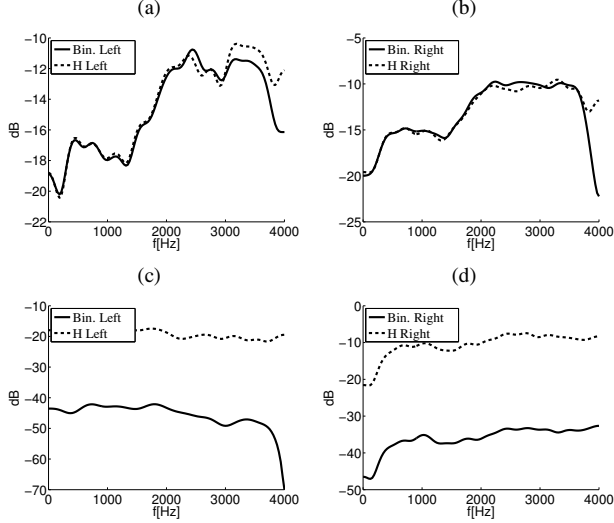 (a)
Bin. Left
H Left
−10
−12
−14
−16
−18
−20
−22
dB
0
1000
2000
3000
4000
f[Hz]
(b)
Bin. Right
H Right
−5
−10
−15
−20
−25
dB
0
1000
2000
3000
4000
f[Hz]
(c)
Bin. Left
H Left
−10
−20
−30
−40
−50
−60
−70
dB
0
1000
2000
3000
4000
f[Hz]
(d)
Bin. Right
H Right
0
−10
−20
−30
−40
−50
dB
0
1000
2000
3000
4000
f[Hz]